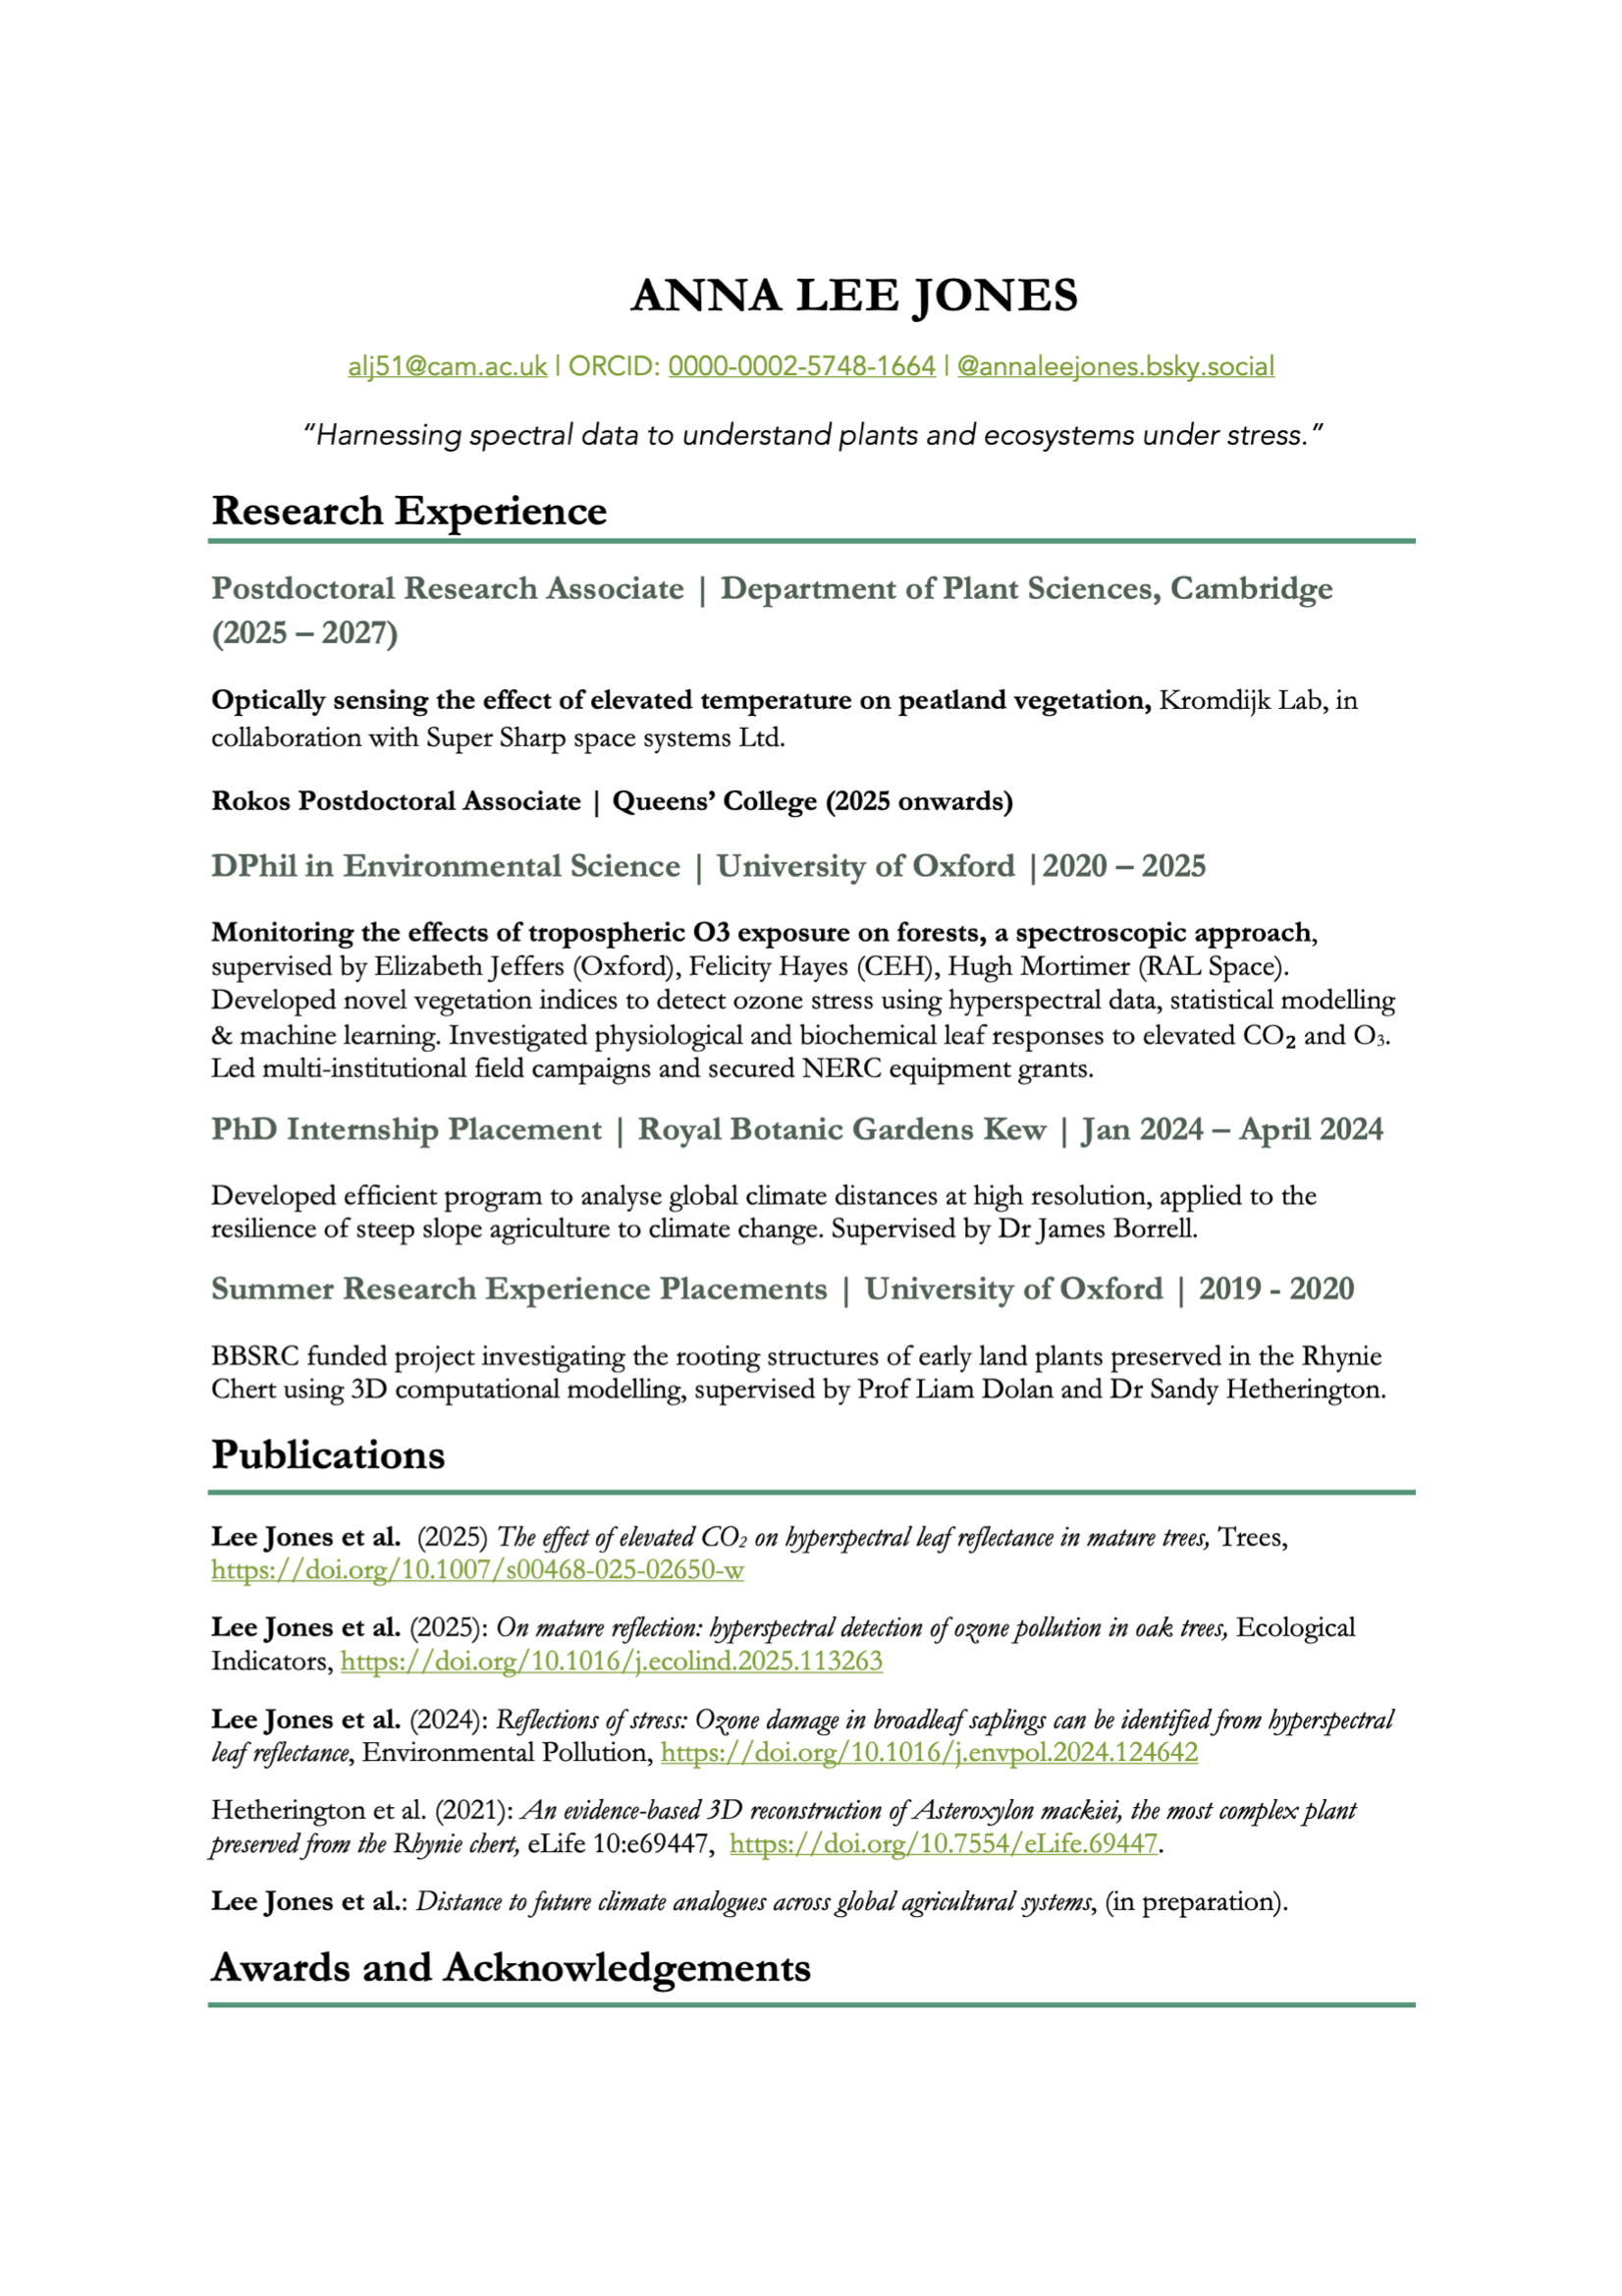 ANNA LEE JONES
alj51@cam.ac.uk | ORCID: 0000-0002-5748-1664 | @annaleejones.bsky.social
“Harnessing spectral data to understand plants and ecosystems under stress.”
Research Experience
Postdoctoral Research Associate | Department of Plant Sciences, Cambridge
(2025 – 2027)
Optically sensing the effect of elevated temperature on peatland vegetation, Kromdijk Lab, in
collaboration with Super Sharp space systems Ltd.
Rokos Postdoctoral Associate | Queens’ College (2025 onwards)
DPhil in Environmental Science | University of Oxford |2020 – 2025
Monitoring the effects of tropospheric O3 exposure on forests, a spectroscopic approach,
supervised by Elizabeth Jeffers (Oxford), Felicity Hayes (CEH), Hugh Mortimer (RAL Space).
Developed novel vegetation indices to detect ozone stress using hyperspectral data, statistical modelling
& machine learning. Investigated physiological and biochemical leaf responses to elevated CO₂ and O₃.
Led multi-institutional field campaigns and secured NERC equipment grants.
PhD Internship Placement | Royal Botanic Gardens Kew | Jan 2024 – April 2024
Developed efficient program to analyse global climate distances at high resolution, applied to the
resilience of steep slope agriculture to climate change. Supervised by Dr James Borrell.
Summer Research Experience Placements | University of Oxford | 2019 - 2020
BBSRC funded project investigating the rooting structures of early land plants preserved in the Rhynie
Chert using 3D computational modelling, supervised by Prof Liam Dolan and Dr Sandy Hetherington.
Publications
Lee Jones et al. (2025) The effect of elevated CO₂ on hyperspectral leaf reflectance in mature trees, Trees,
https://doi.org/10.1007/s00468-025-02650-w
Lee Jones et al. (2025): On mature reflection: hyperspectral detection of ozone pollution in oak trees, Ecological
Indicators, https://doi.org/10.1016/j.ecolind.2025.113263
Lee Jones et al. (2024): Reflections of stress: Ozone damage in broadleaf saplings can be identified from hyperspectral
leaf reflectance, Environmental Pollution, https://doi.org/10.1016/j.envpol.2024.124642
Hetherington et al. (2021): An evidence-based 3D reconstruction of Asteroxylon mackiei, the most complex plant
preserved from the Rhynie chert, eLife 10:e69447, https://doi.org/10.7554/eLife.69447.
Lee Jones et al.: Distance to future climate analogues across global agricultural systems, (in preparation).
Awards and Acknowledgements